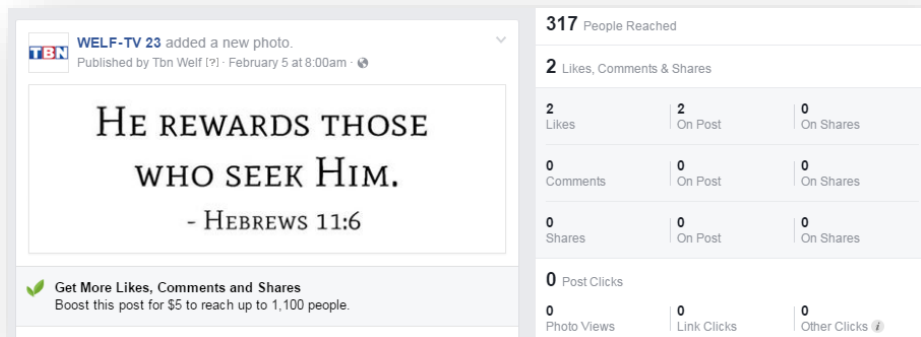 TBN
WELF-TV 23 added a new photo.
Published by Tbn Welf [?] · February 5 at 8:00am ·
HE REWARDS THOSE
WHO SEEK HIM.
- HEBREWS 11:6
Get More Likes, Comments and Shares
Boost this post for $5 to reach up to 1,100 people.
317 People Reached
2 Likes, Comments & Shares
2 2 0
Likes On Post On Shares
0 0 0
Comments On Post On Shares
0 0 0
Shares On Post On Shares
0 Post Clicks
0 0 0
Photo Views Link Clicks Other Clicks i